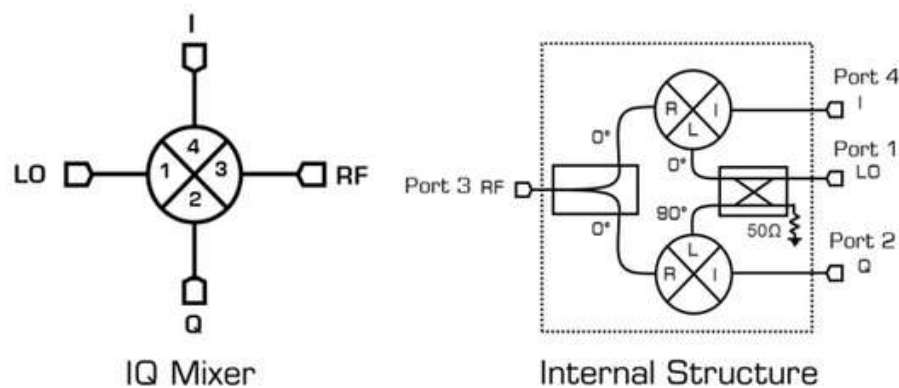 I
LO
1
4
3
2
RF
Q
IQ Mixer
Port 4
I
R
I
L
0°
0°
Port 1
LO
Port 3 RF
0°
90°
50Ω
Port 2
Q
L
R
I
Internal Structure